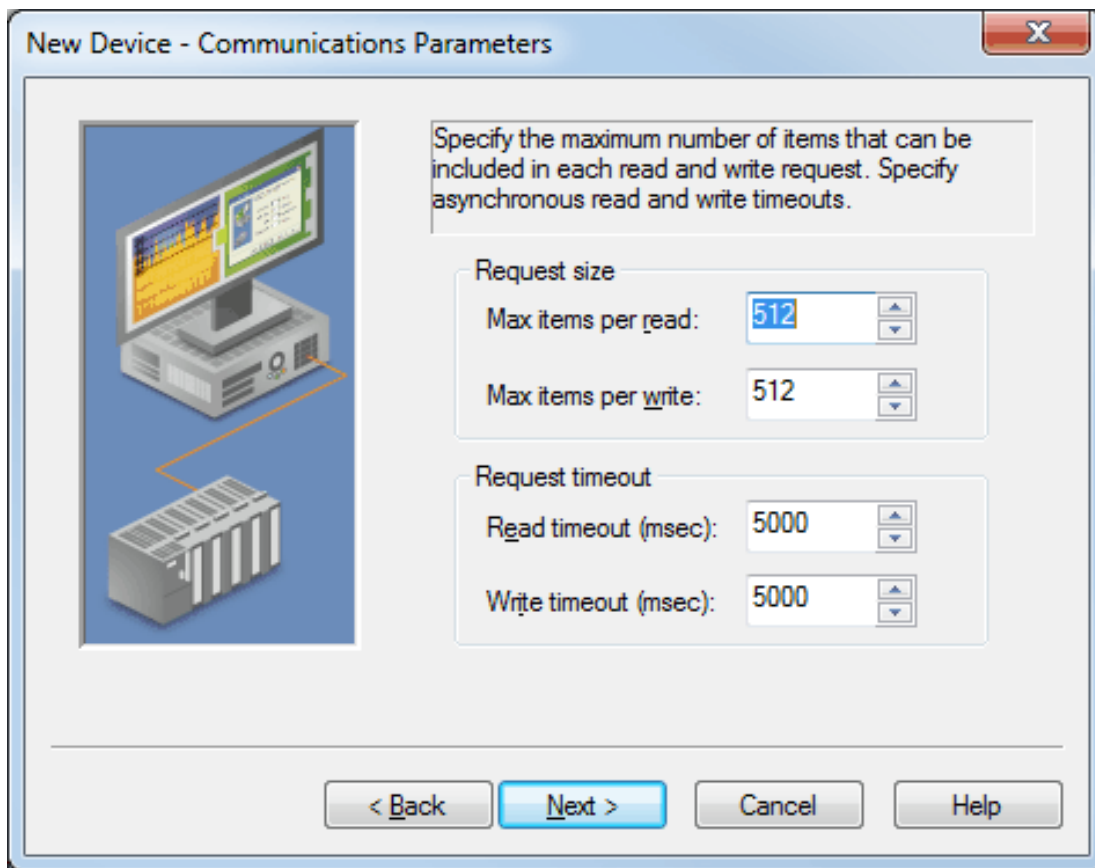 New Device - Communications Parameters
Specify the maximum number of items that can be
included in each read and write request. Specify
asynchronous read and write timeouts.
Request size
Max items per read: 512
Max items per write: 512
Request timeout
Read timeout (msec): 5000
Write timeout (msec): 5000
< Back Next > Cancel Help